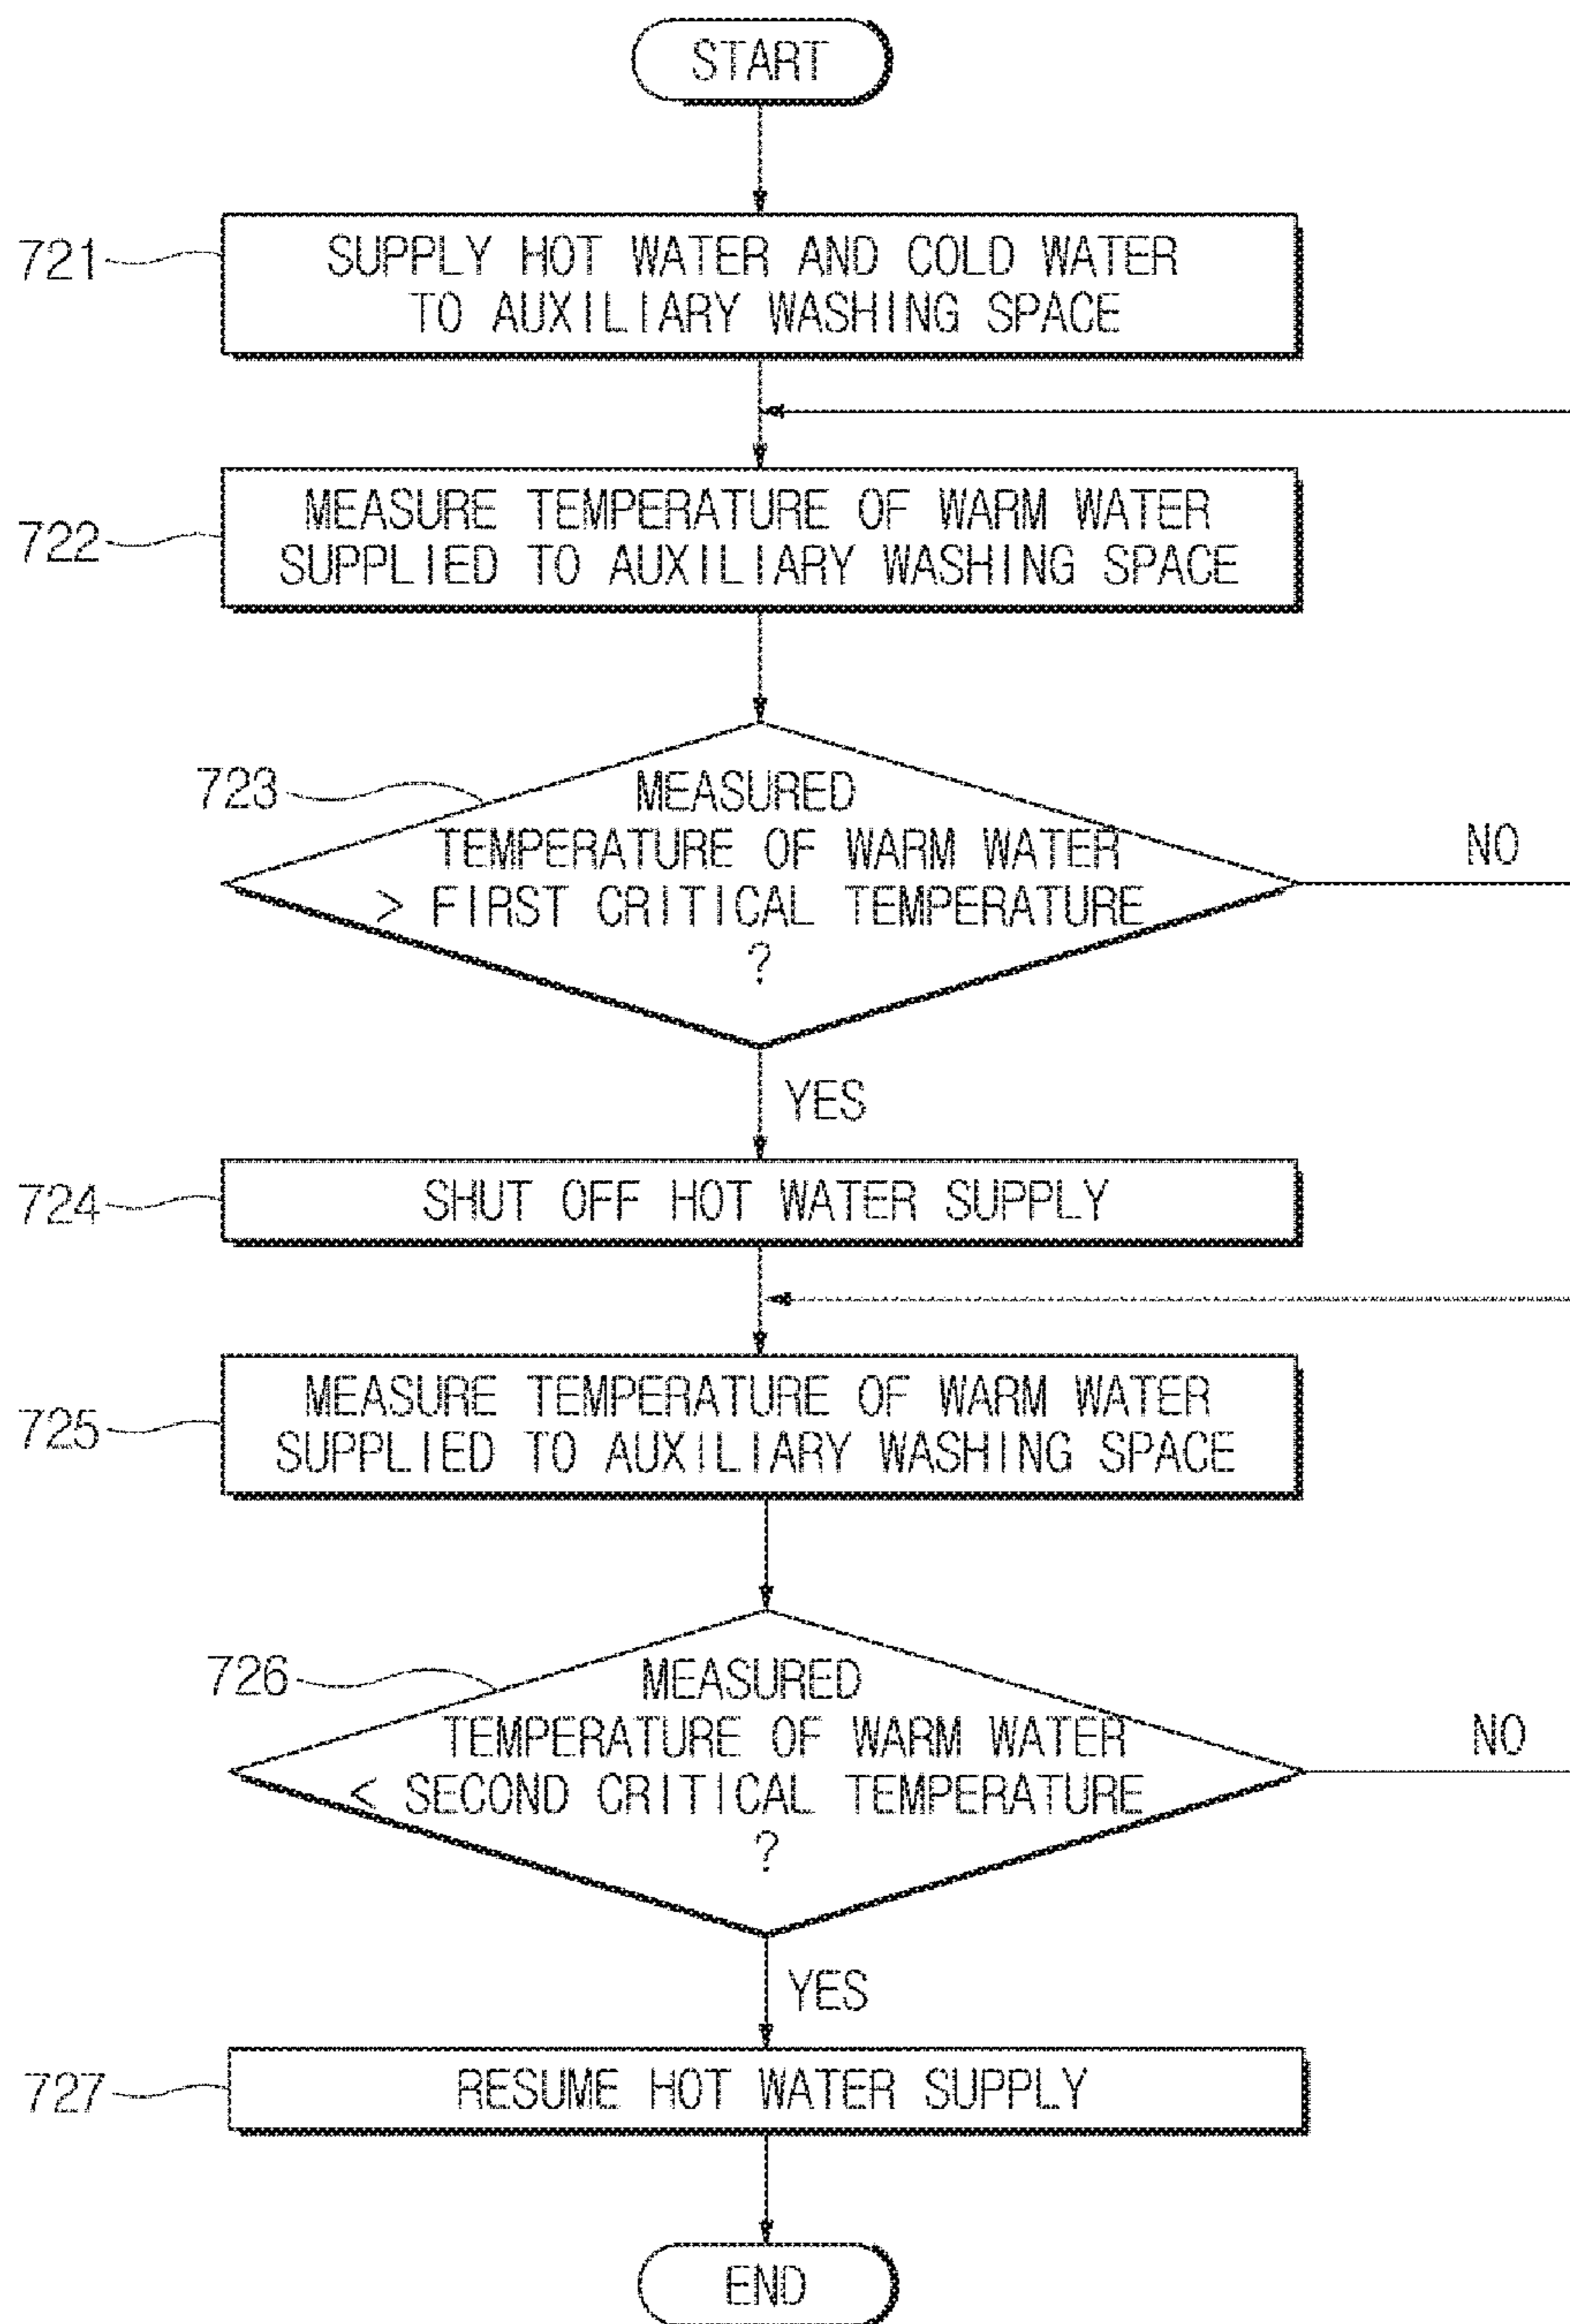 START
721
SUPPLY HOT WATER AND COLD WATER
TO AUXILIARY WASHING SPACE
722
MEASURE TEMPERATURE OF WARM WATER
SUPPLIED TO AUXILIARY WASHING SPACE
723
MEASURED
TEMPERATURE OF WARM WATER
> FIRST CRITICAL TEMPERATURE
?
NO
YES
724
SHUT OFF HOT WATER SUPPLY
725
MEASURE TEMPERATURE OF WARM WATER
SUPPLIED TO AUXILIARY WASHING SPACE
726
MEASURED
TEMPERATURE OF WARM WATER
< SECOND CRITICAL TEMPERATURE
?
NO
YES
727
RESUME HOT WATER SUPPLY
END